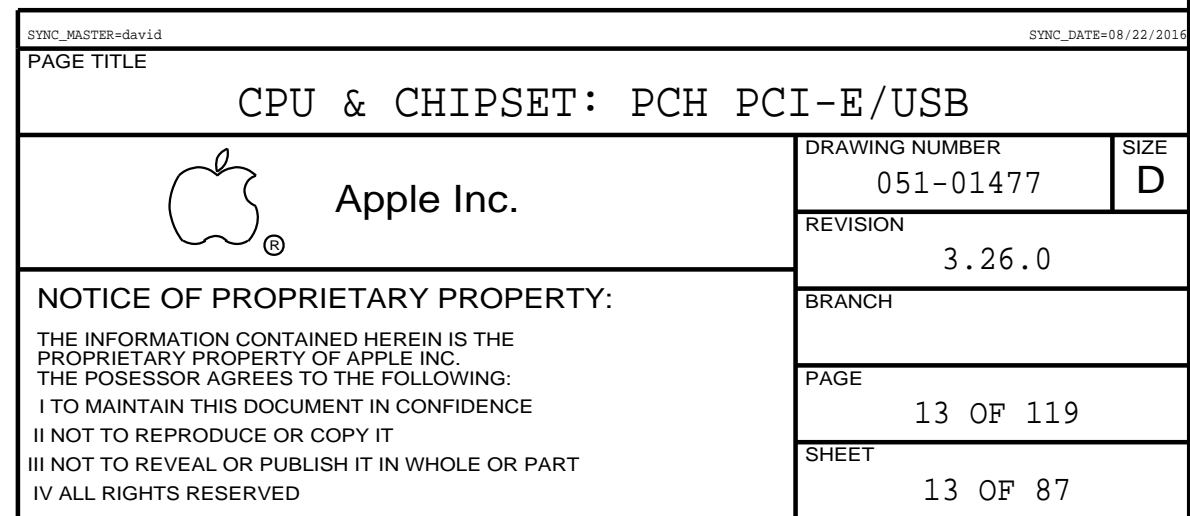 SYNC_MASTER=david SYNC_DATE=08/22/2016
PAGE TITLE
CPU & CHIPSET: PCH PCI-E/USB
Apple Inc.
®
DRAWING NUMBER
051-01477
SIZE
D
REVISION
3.26.0
NOTICE OF PROPRIETARY PROPERTY:
THE INFORMATION CONTAINED HEREIN IS THE
PROPRIETARY PROPERTY OF APPLE INC.
THE POSESSOR AGREES TO THE FOLLOWING:
I TO MAINTAIN THIS DOCUMENT IN CONFIDENCE
II NOT TO REPRODUCE OR COPY IT
III NOT TO REVEAL OR PUBLISH IT IN WHOLE OR PART
IV ALL RIGHTS RESERVED
BRANCH
PAGE
13 OF 119
SHEET
13 OF 87